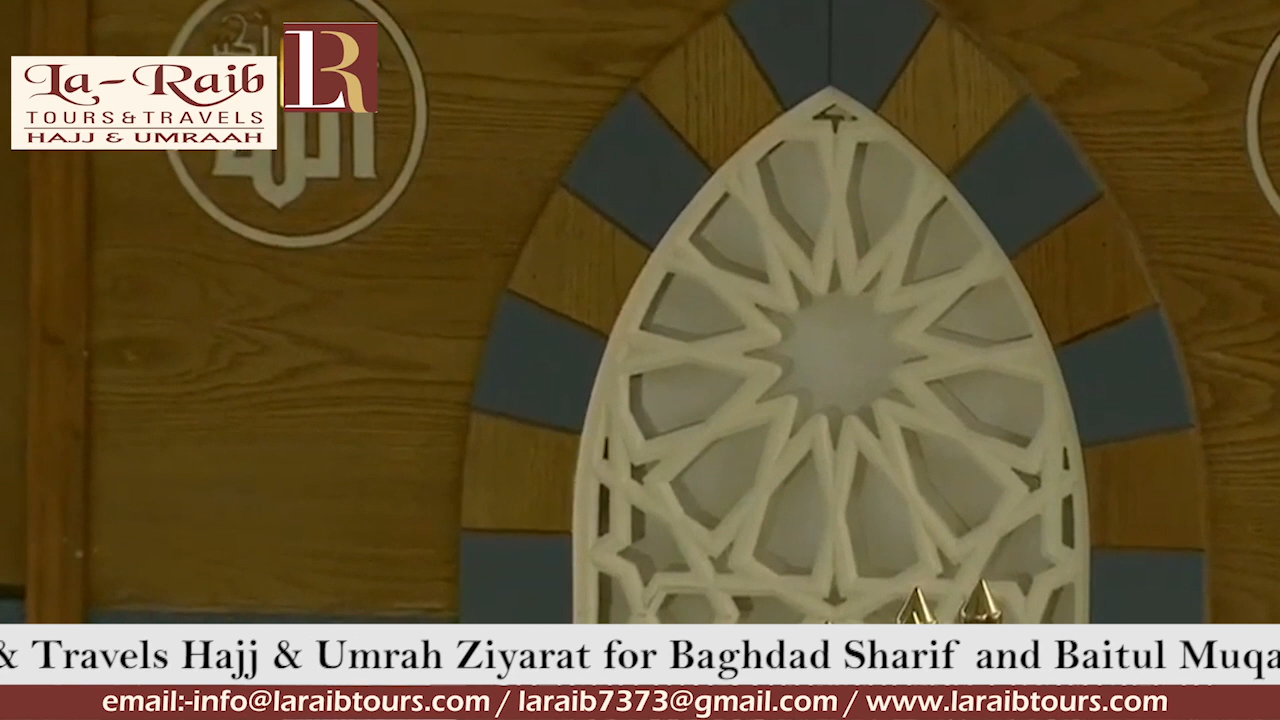 La-Raib
TOURS & TRAVELS
HAJJ & UMRAAH
LR
الله
& Travels Hajj & Umrah Ziyarat for Baghdad Sharif and Baitul Muqa
email:-info@laraibtours.com / laraib7373@gmail.com / www.laraibtours.com